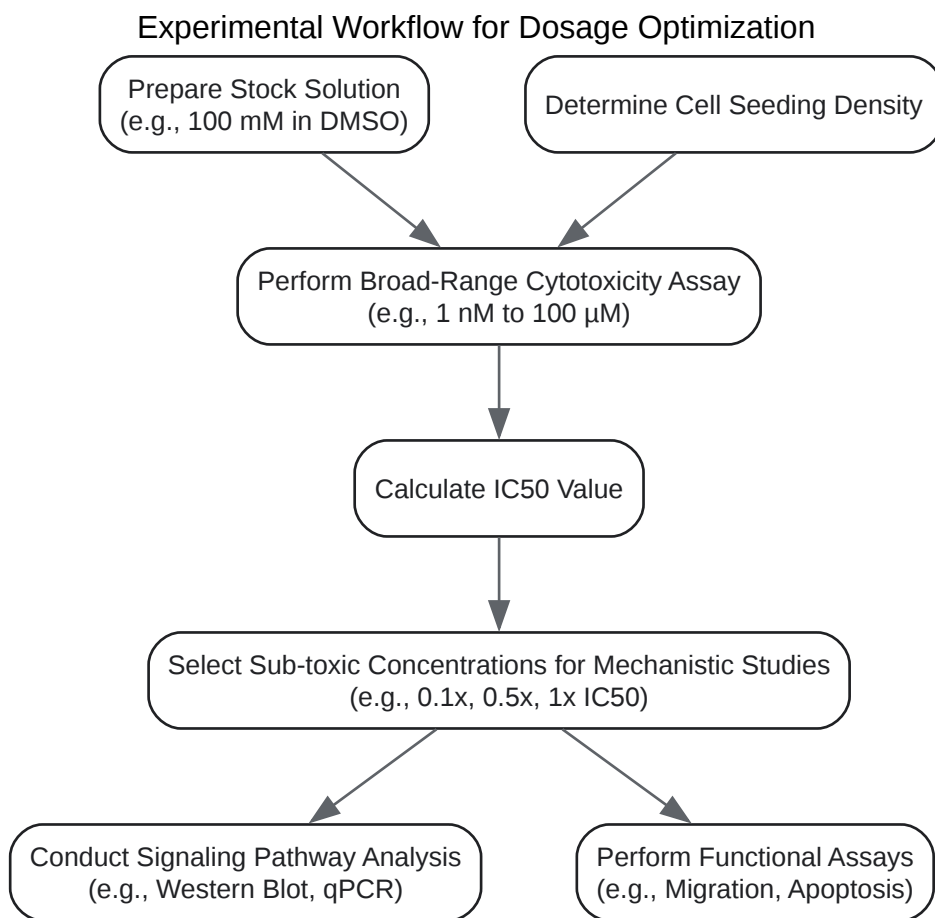 Experimental Workflow for Dosage Optimization
Prepare Stock Solution
(e.g., 100 mM in DMSO)
Determine Cell Seeding Density
Perform Broad-Range Cytotoxicity Assay
(e.g., 1 nM to 100 µM)
Calculate IC50 Value
Select Sub-toxic Concentrations for Mechanistic Studies
(e.g., 0.1x, 0.5x, 1x IC50)
Conduct Signaling Pathway Analysis
(e.g., Western Blot, qPCR)
Perform Functional Assays
(e.g., Migration, Apoptosis)